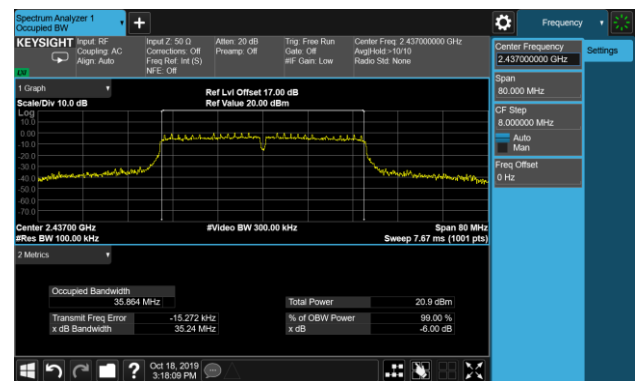 Spectrum Analyzer 1
Occupied BW
+
Frequency
KEYSIGHT Input: RF
Coupling: AC
Align: Auto
Input Z: 50 Ω
Corrections: Off
Freq Ref: Int (S)
NFE: Off
Atten: 20 dB
Preamp: Off
Trig: Free Run
Gate: Off
#IF Gain: Low
Center Freq: 2.437000000 GHz
Avg|Hold:>10/10
Radio Std: None
LXI
Center Frequency
2.437000000 GHz
Settings
Span
80.000 MHz
CF Step
8.000000 MHz
Auto
Man
Freq Offset
0 Hz
1 Graph
Scale/Div 10.0 dB
Ref Lvl Offset 17.00 dB
Ref Value 20.00 dBm
Log
10.0
0.00
-10.0
-20.0
-30.0
-40.0
-50.0
-60.0
-70.0
Center 2.43700 GHz
#Res BW 100.00 kHz
#Video BW 300.00 kHz
Span 80 MHz
Sweep 7.67 ms (1001 pts)
2 Metrics
Occupied Bandwidth
35.864 MHz
Total Power 20.9 dBm
Transmit Freq Error -15.272 kHz
% of OBW Power 99.00 %
x dB Bandwidth 35.24 MHz
x dB -6.00 dB
?
Oct 18, 2019
3:18:09 PM